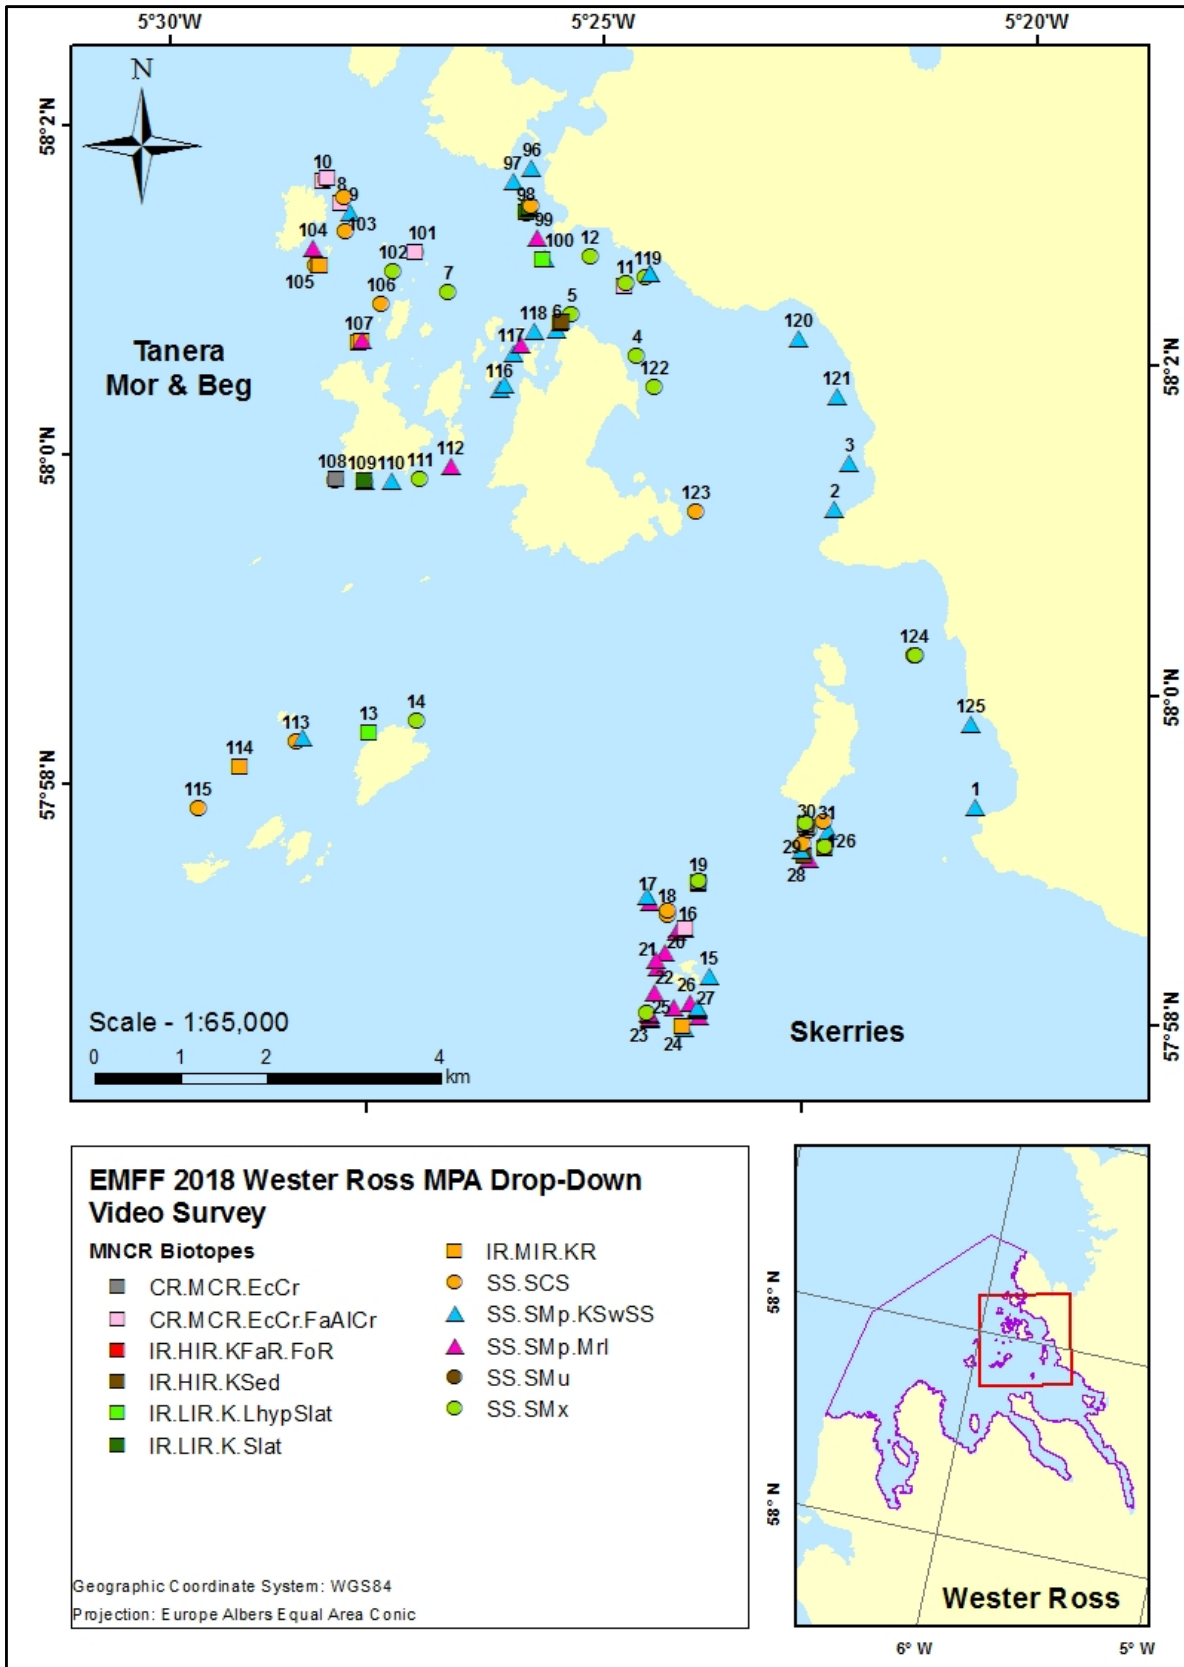 5°30'W 5°25'W 5°20'W
N
58°2'N
96
97
10
8
9
98
103
99
104
101
100
12
119
102
11
105
7
106
5
118
6
107
117
4
120
58°2'N
Tanera
Mor & Beg
116
122
121
112
3
58°0'N
108 109 110 111
2
123
124
14
13
125
58°0'N
113
114
57°58'N
115
1
30 31
29
126
28
19
17
18
16
20
21
15
22
26
27
25
23
24
57°58'N
Scale - 1:65,000
Skerries
0 1 2 4
km
EMFF 2018 Wester Ross MPA Drop-Down
Video Survey
MNCR Biotopes
CR.MCR.EcCr
CR.MCR.EcCr.FaAlCr
IR.HIR.KFaR.FoR
IR.HIR.KSed
IR.LIR.K.LhypSlat
IR.LIR.K.Slat
IR.MIR.KR
SS.SCS
SS.SMp.KSwSS
SS.SMp.Mrl
SS.SMu
SS.SMx
Geographic Coordinate System: WGS84
Projection: Europe Albers Equal Area Conic
58° N
58° N
Wester Ross
6° W 5° W